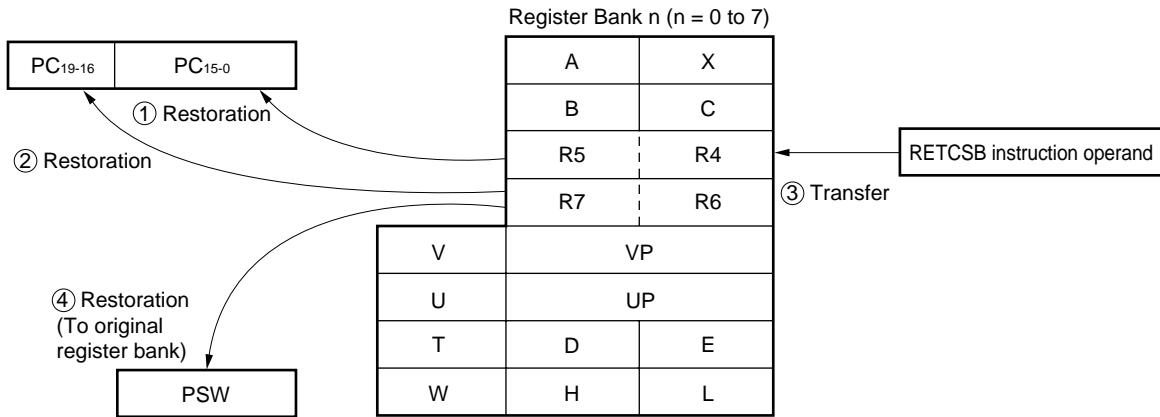 Register Bank n (n = 0 to 7)
PC19-16 PC15-0
A X
① Restoration
B C
② Restoration
R5 R4
RETCSB instruction operand
③ Transfer
R7 R6
V VP
④ Restoration
(To original
register bank)
U UP
T D E
PSW
W H L